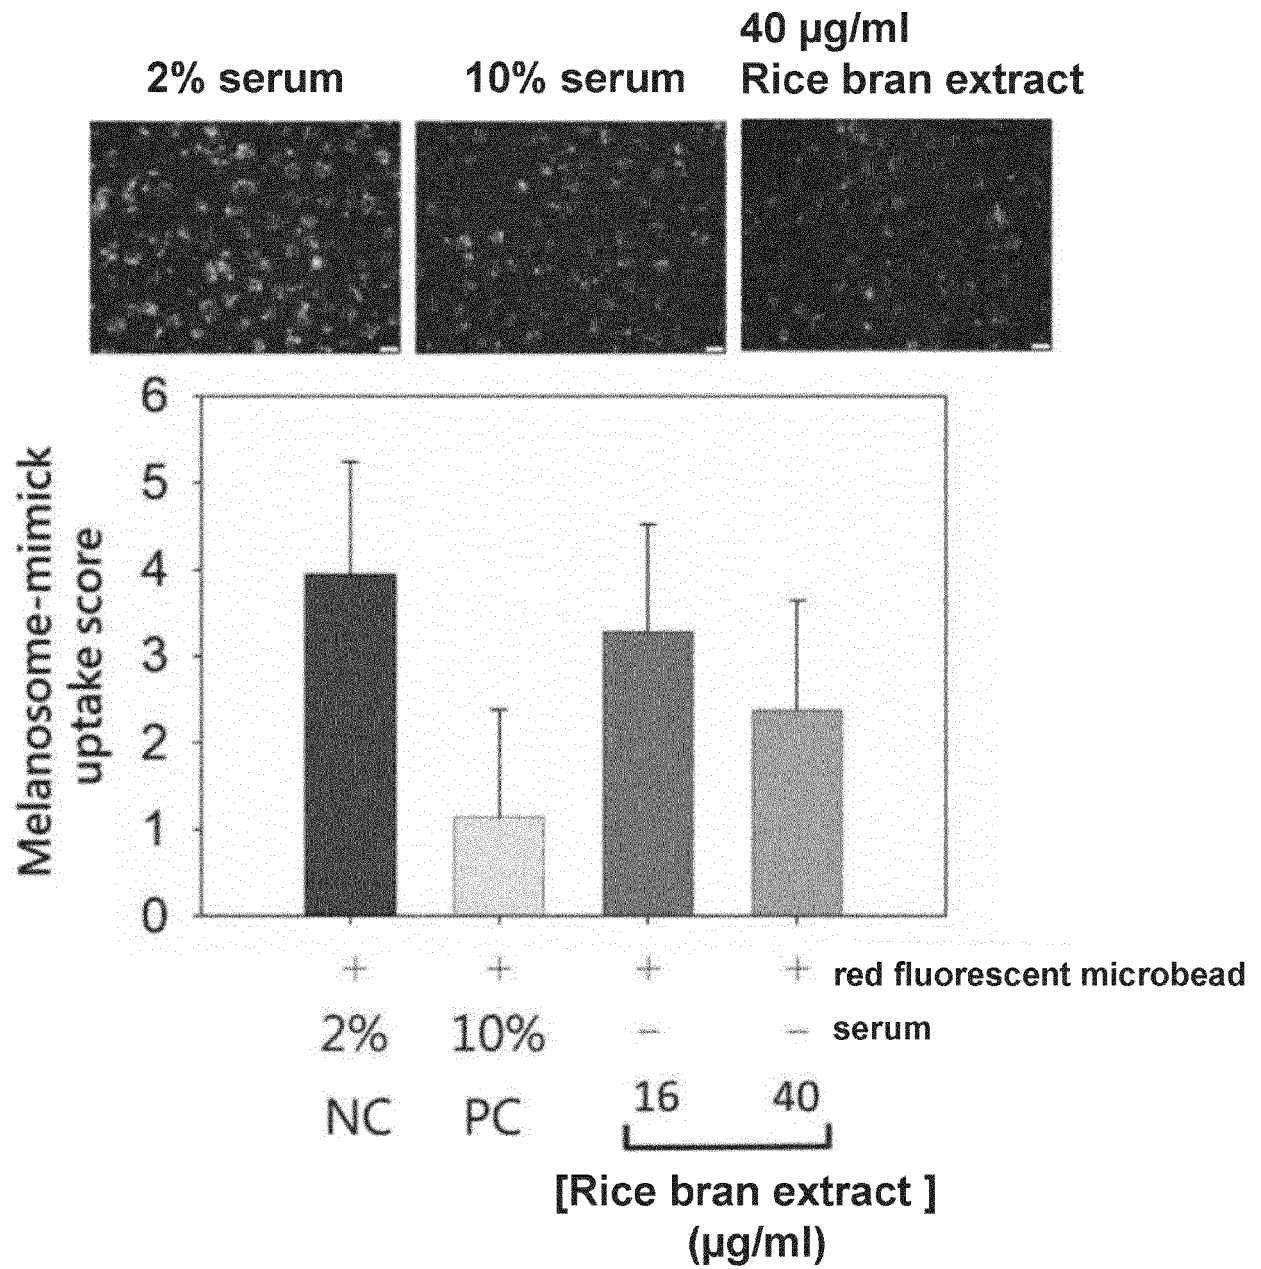 40 µg/ml
2% serum 10% serum Rice bran extract
6
5
4
3
2
1
0
Melanosome-mimick
uptake score
+ + + + red fluorescent microbead
2% 10% − − serum
NC PC 16 40
[Rice bran extract ]
(µg/ml)